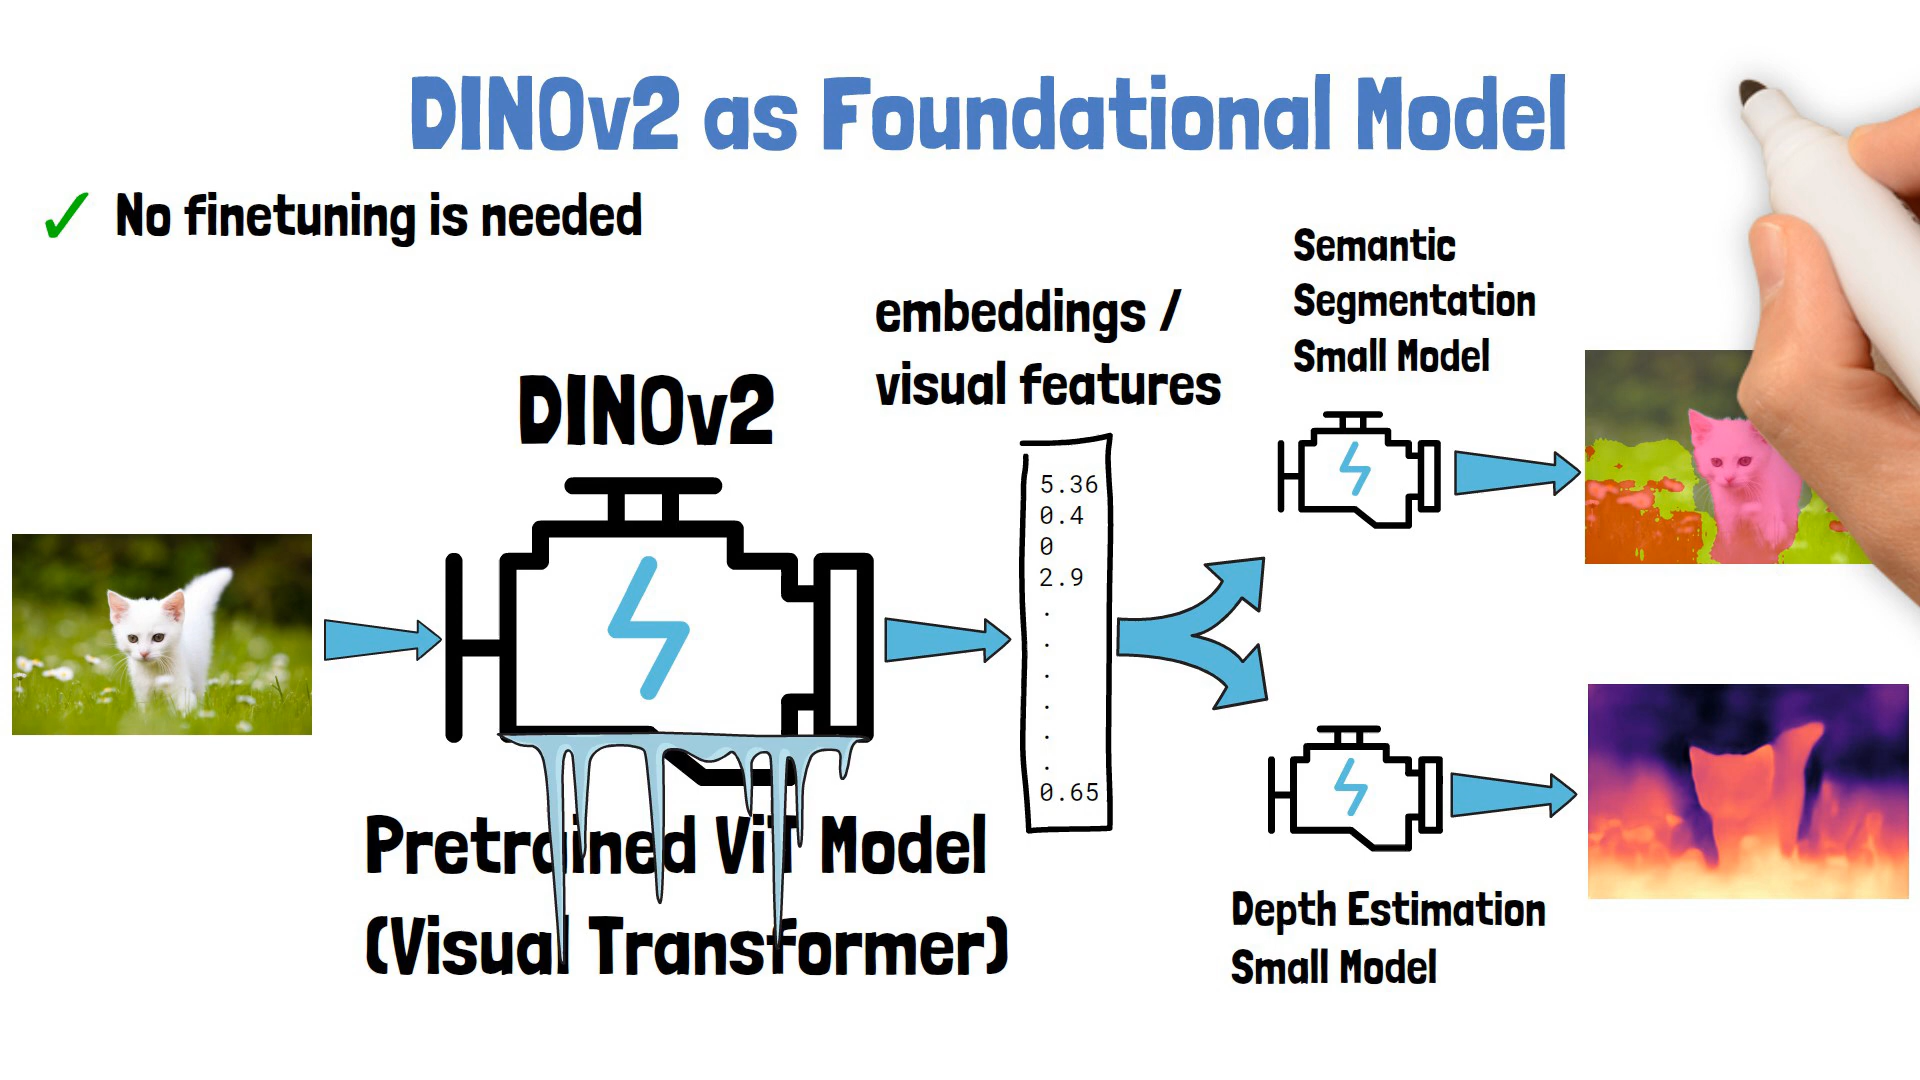 DINOv2 as Foundational Model
✓ No finetuning is needed
Semantic
Segmentation
Small Model
embeddings /
visual features
DINOv2
5.36
0.4
0
2.9
.
.
.
.
.
.
0.65
Pretrained ViT Model
(Visual Transformer)
Depth Estimation
Small Model